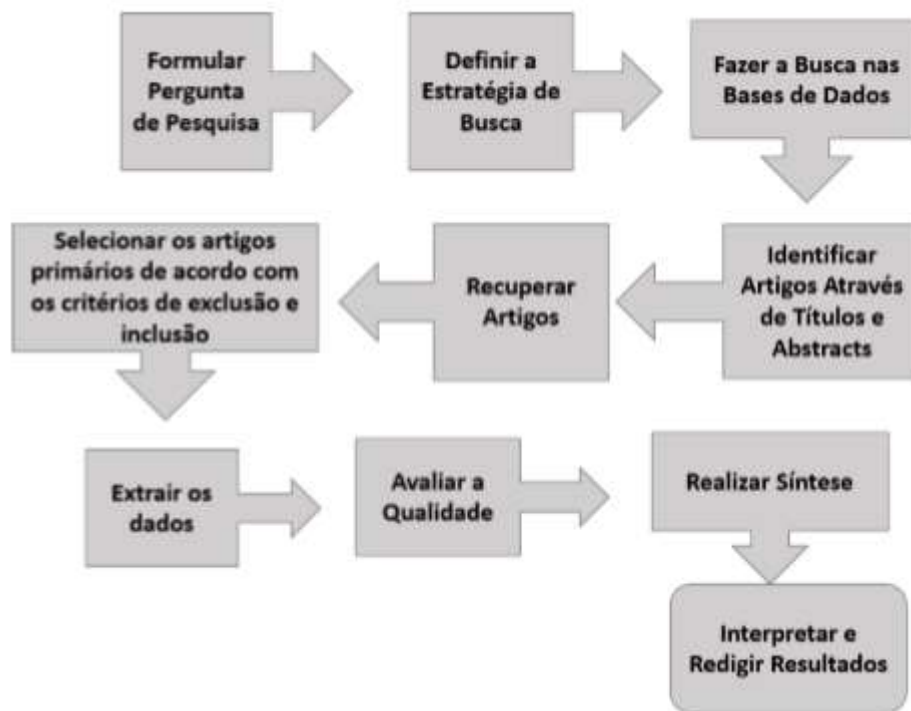 Formular
Pergunta
de Pesquisa
Definir a
Estratégia de
Busca
Fazer a Busca nas
Bases de Dados
Identificar
Artigos Através
de Títulos e
Abstracts
Recuperar
Artigos
Selecionar os artigos
primários de acordo com
os critérios de exclusão e
inclusão
Extrair os
dados
Avaliar a
Qualidade
Realizar Síntese
Interpretar e
Redigir Resultados